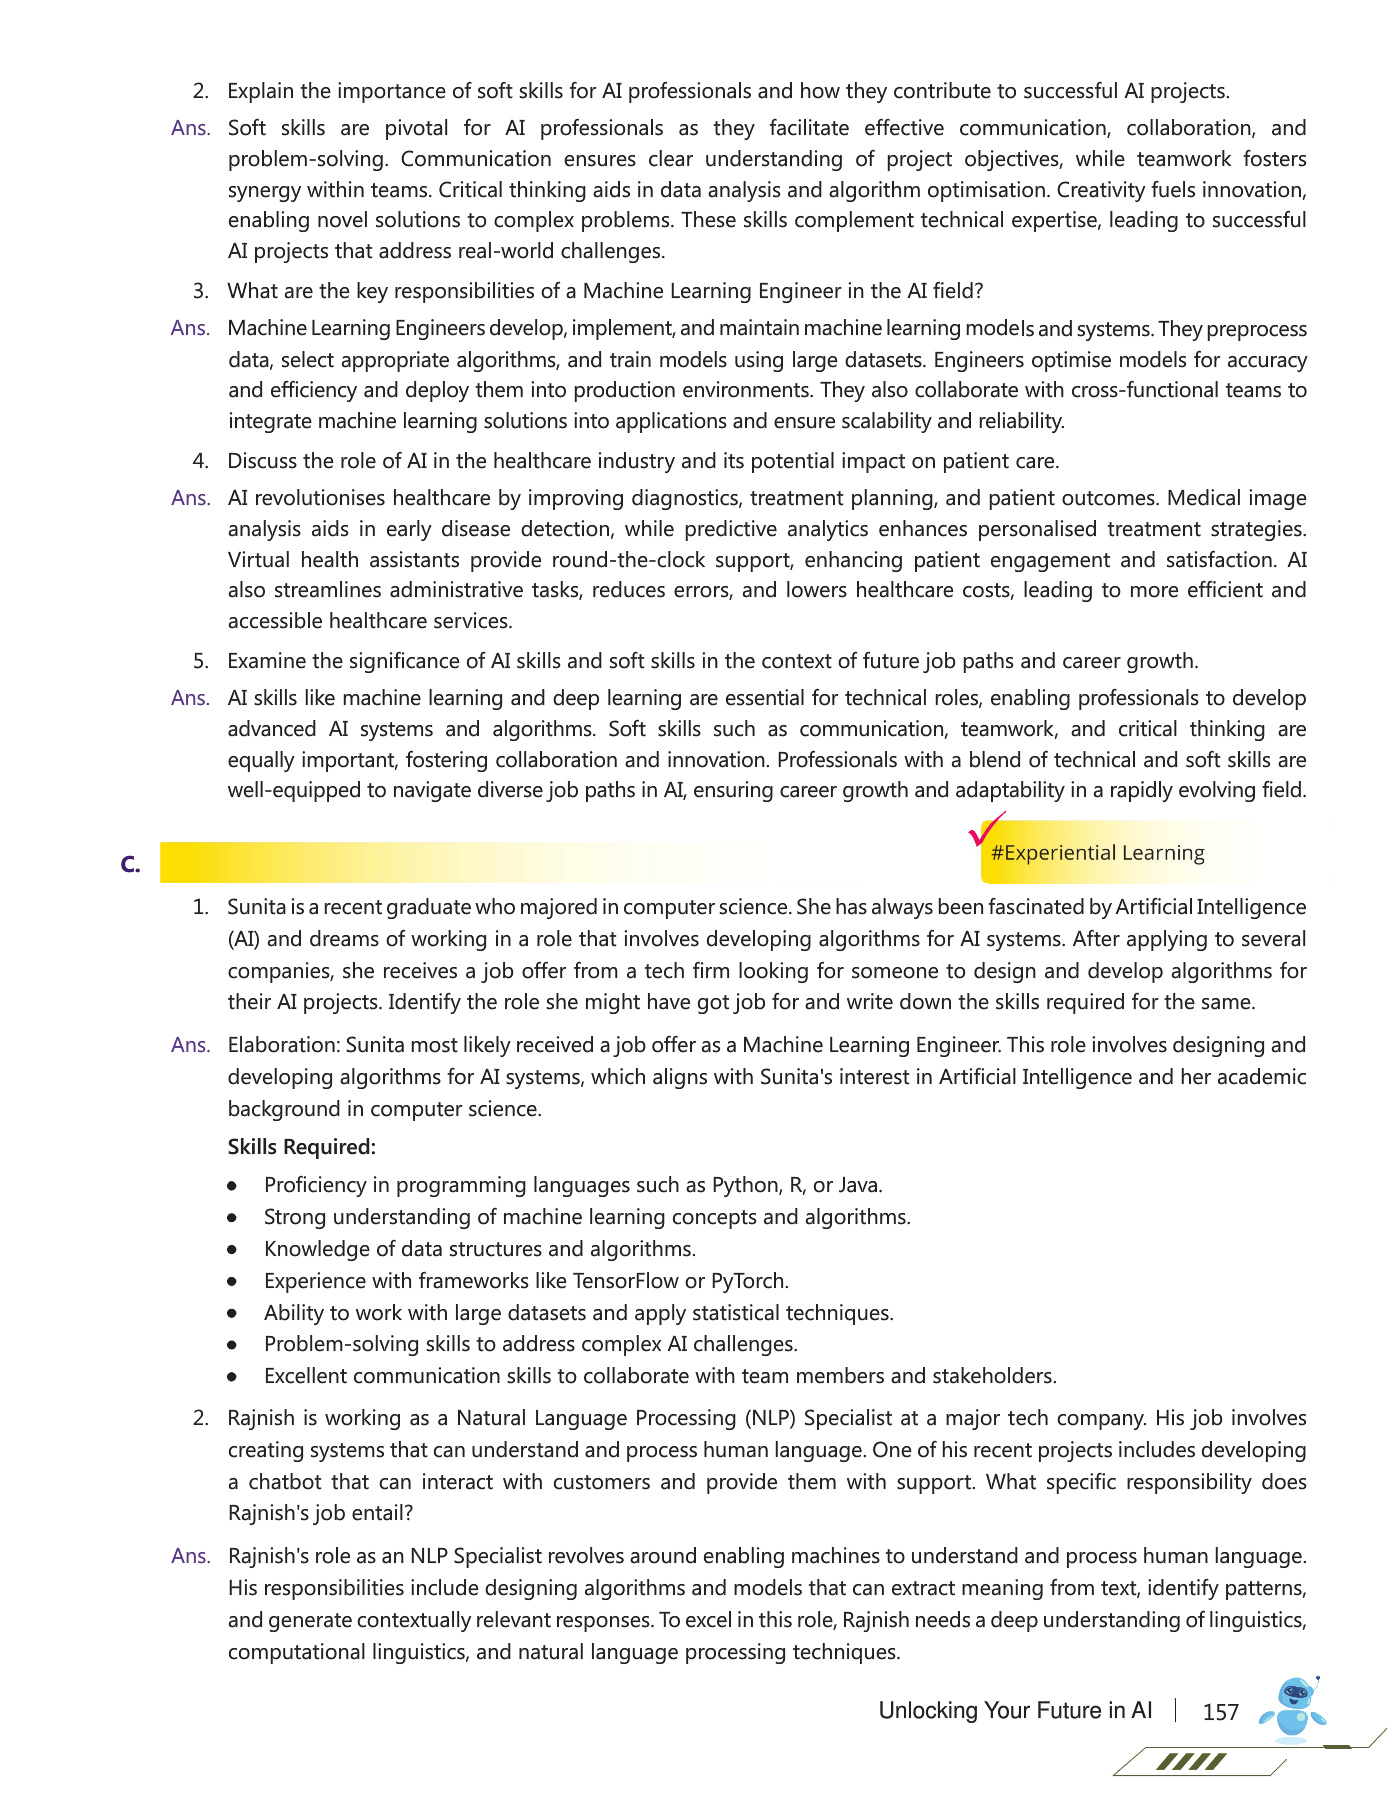 2. Explain the importance of soft skills for AI professionals and how they contribute to successful AI projects.
Ans. Soft skills are pivotal for AI professionals as they facilitate effective communication, collaboration, and
problem-solving. Communication ensures clear understanding of project objectives, while teamwork fosters
synergy within teams. Critical thinking aids in data analysis and algorithm optimisation. Creativity fuels innovation,
enabling novel solutions to complex problems. These skills complement technical expertise, leading to successful
AI projects that address real-world challenges.
3. What are the key responsibilities of a Machine Learning Engineer in the AI field?
Ans. Machine Learning Engineers develop, implement, and maintain machine learning models and systems. They preprocess
data, select appropriate algorithms, and train models using large datasets. Engineers optimise models for accuracy
and efficiency and deploy them into production environments. They also collaborate with cross-functional teams to
integrate machine learning solutions into applications and ensure scalability and reliability.
4. Discuss the role of AI in the healthcare industry and its potential impact on patient care.
Ans. AI revolutionises healthcare by improving diagnostics, treatment planning, and patient outcomes. Medical image
analysis aids in early disease detection, while predictive analytics enhances personalised treatment strategies.
Virtual health assistants provide round-the-clock support, enhancing patient engagement and satisfaction. AI
also streamlines administrative tasks, reduces errors, and lowers healthcare costs, leading to more efficient and
accessible healthcare services.
5. Examine the significance of AI skills and soft skills in the context of future job paths and career growth.
Ans. AI skills like machine learning and deep learning are essential for technical roles, enabling professionals to develop
advanced AI systems and algorithms. Soft skills such as communication, teamwork, and critical thinking are
equally important, fostering collaboration and innovation. Professionals with a blend of technical and soft skills are
well-equipped to navigate diverse job paths in AI, ensuring career growth and adaptability in a rapidly evolving field.
C.
#Experiential Learning
1. Sunita is a recent graduate who majored in computer science. She has always been fascinated by Artificial Intelligence
(AI) and dreams of working in a role that involves developing algorithms for AI systems. After applying to several
companies, she receives a job offer from a tech firm looking for someone to design and develop algorithms for
their AI projects. Identify the role she might have got job for and write down the skills required for the same.
Ans. Elaboration: Sunita most likely received a job offer as a Machine Learning Engineer. This role involves designing and
developing algorithms for AI systems, which aligns with Sunita's interest in Artificial Intelligence and her academic
background in computer science.
Skills Required:
● Proficiency in programming languages such as Python, R, or Java.
● Strong understanding of machine learning concepts and algorithms.
● Knowledge of data structures and algorithms.
● Experience with frameworks like TensorFlow or PyTorch.
● Ability to work with large datasets and apply statistical techniques.
● Problem-solving skills to address complex AI challenges.
● Excellent communication skills to collaborate with team members and stakeholders.
2. Rajnish is working as a Natural Language Processing (NLP) Specialist at a major tech company. His job involves
creating systems that can understand and process human language. One of his recent projects includes developing
a chatbot that can interact with customers and provide them with support. What specific responsibility does
Rajnish's job entail?
Ans. Rajnish's role as an NLP Specialist revolves around enabling machines to understand and process human language.
His responsibilities include designing algorithms and models that can extract meaning from text, identify patterns,
and generate contextually relevant responses. To excel in this role, Rajnish needs a deep understanding of linguistics,
computational linguistics, and natural language processing techniques.
Unlocking Your Future in AI 157